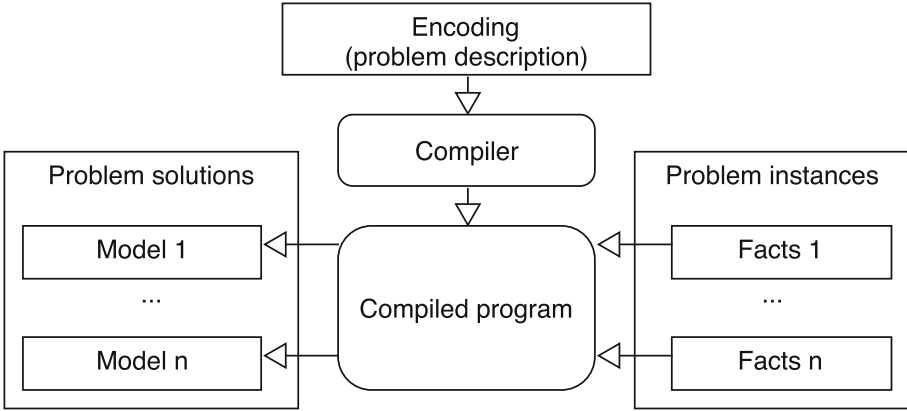 Encoding
(problem description)
Compiler
Problem solutions
Problem instances
Model 1
Facts 1
...
...
Compiled program
Model n
Facts n